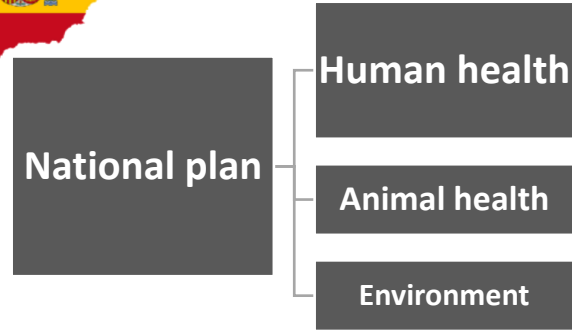 National plan
Human health
Animal health
Environment